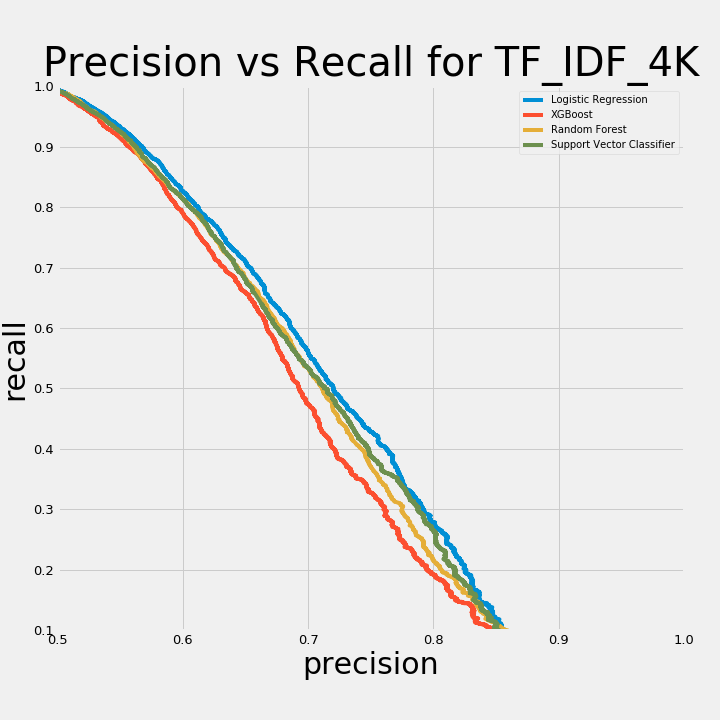 Precision vs Recall for TF_IDF_4K
Logistic Regression
XGBoost
Random Forest
Support Vector Classifier
1.0
0.9
0.8
0.7
0.6
0.5
0.4
0.3
0.2
0.1
recall
0.5 0.6 0.7 0.8 0.9 1.0
precision